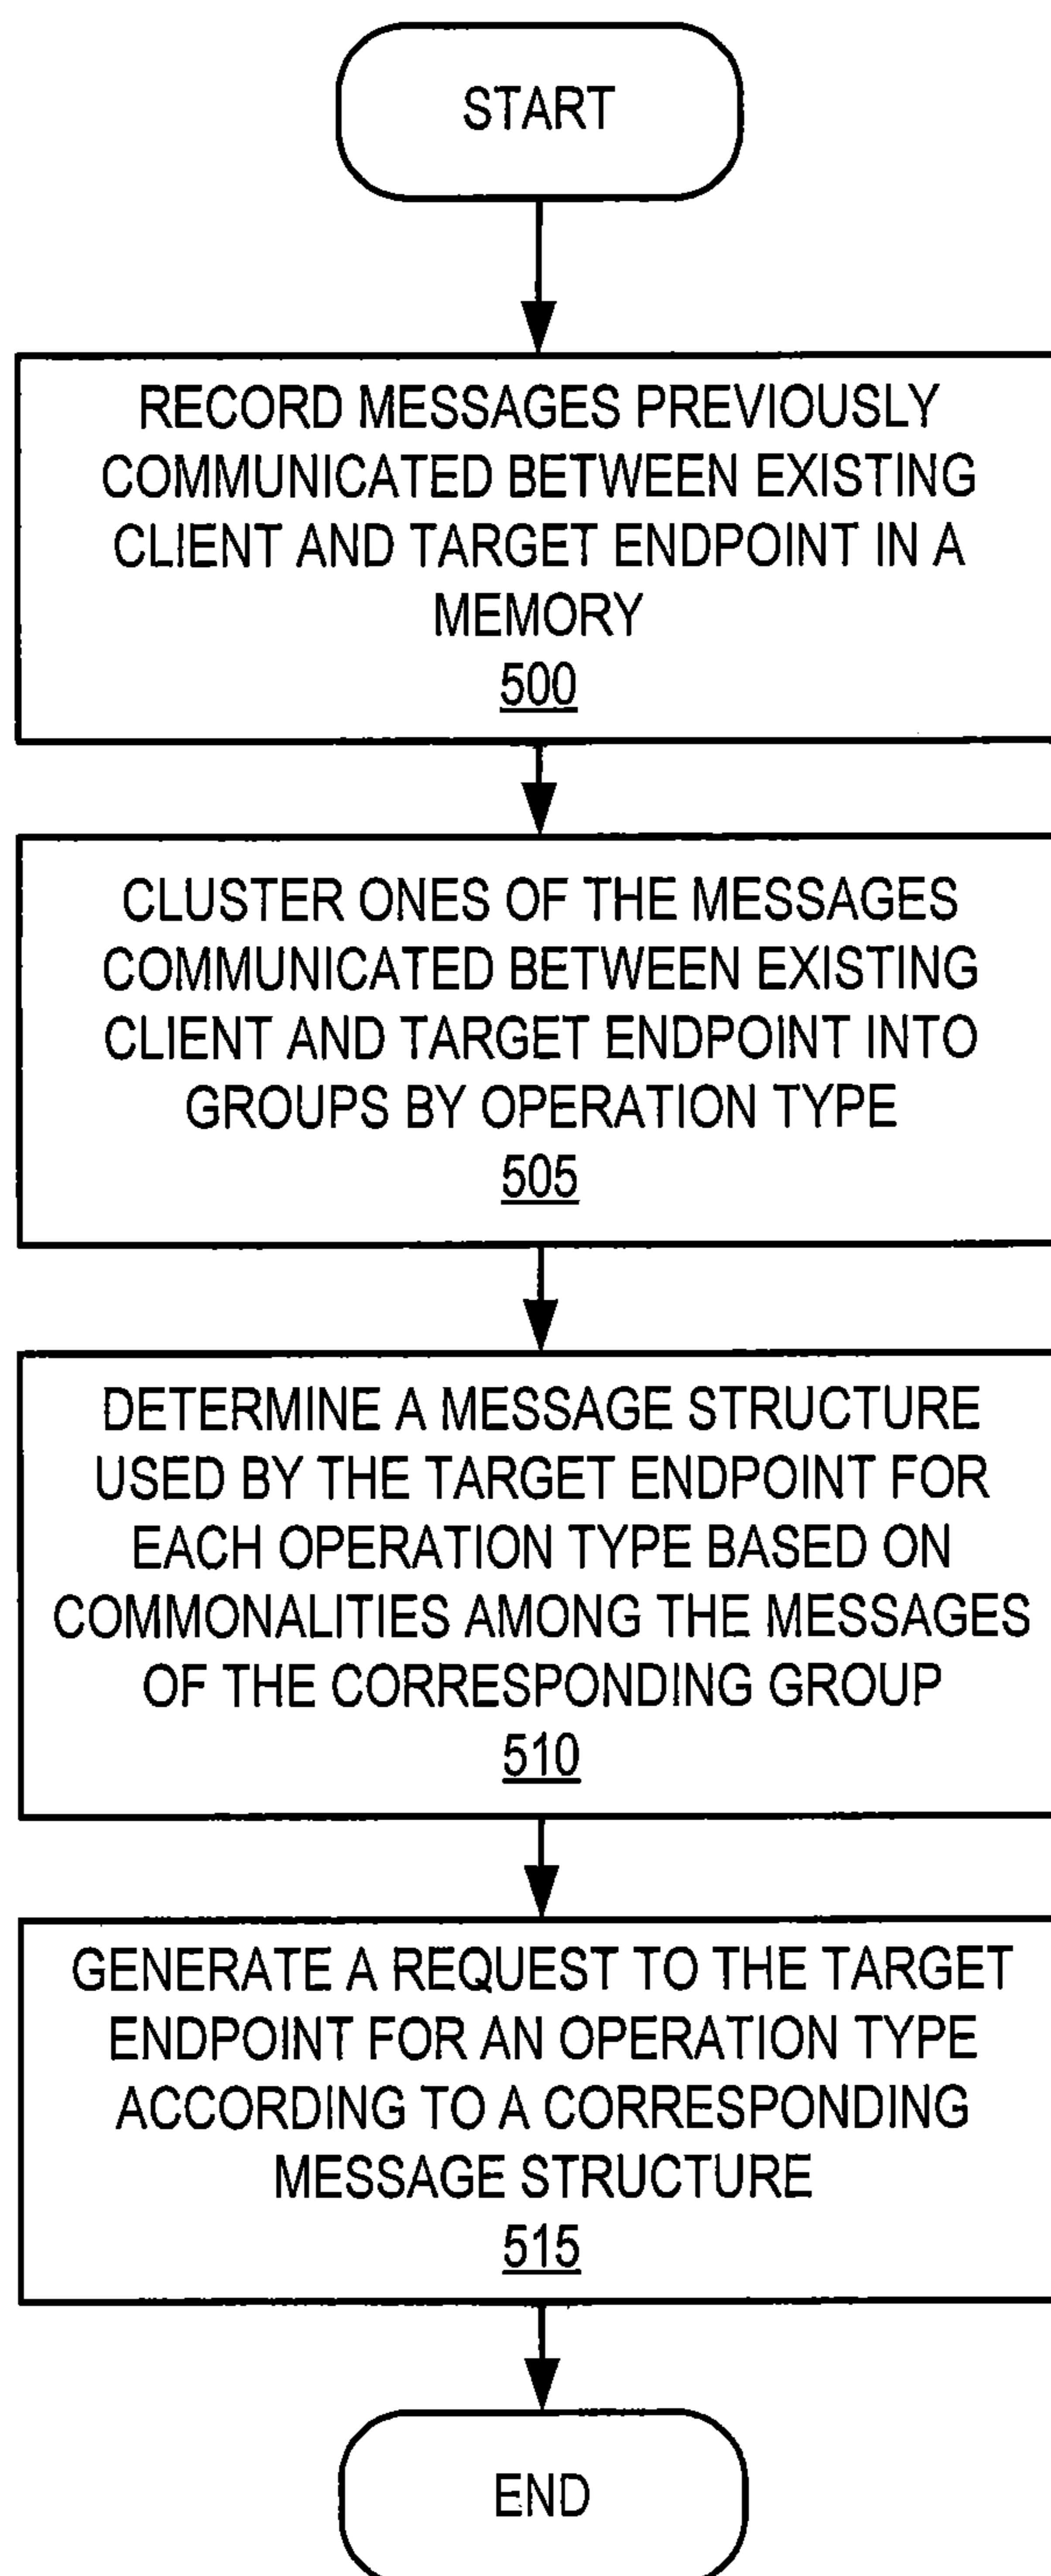 START
RECORD MESSAGES PREVIOUSLY
COMMUNICATED BETWEEN EXISTING
CLIENT AND TARGET ENDPOINT IN A
MEMORY
500
CLUSTER ONES OF THE MESSAGES
COMMUNICATED BETWEEN EXISTING
CLIENT AND TARGET ENDPOINT INTO
GROUPS BY OPERATION TYPE
505
DETERMINE A MESSAGE STRUCTURE
USED BY THE TARGET ENDPOINT FOR
EACH OPERATION TYPE BASED ON
COMMONALITIES AMONG THE MESSAGES
OF THE CORRESPONDING GROUP
510
GENERATE A REQUEST TO THE TARGET
ENDPOINT FOR AN OPERATION TYPE
ACCORDING TO A CORRESPONDING
MESSAGE STRUCTURE
515
END